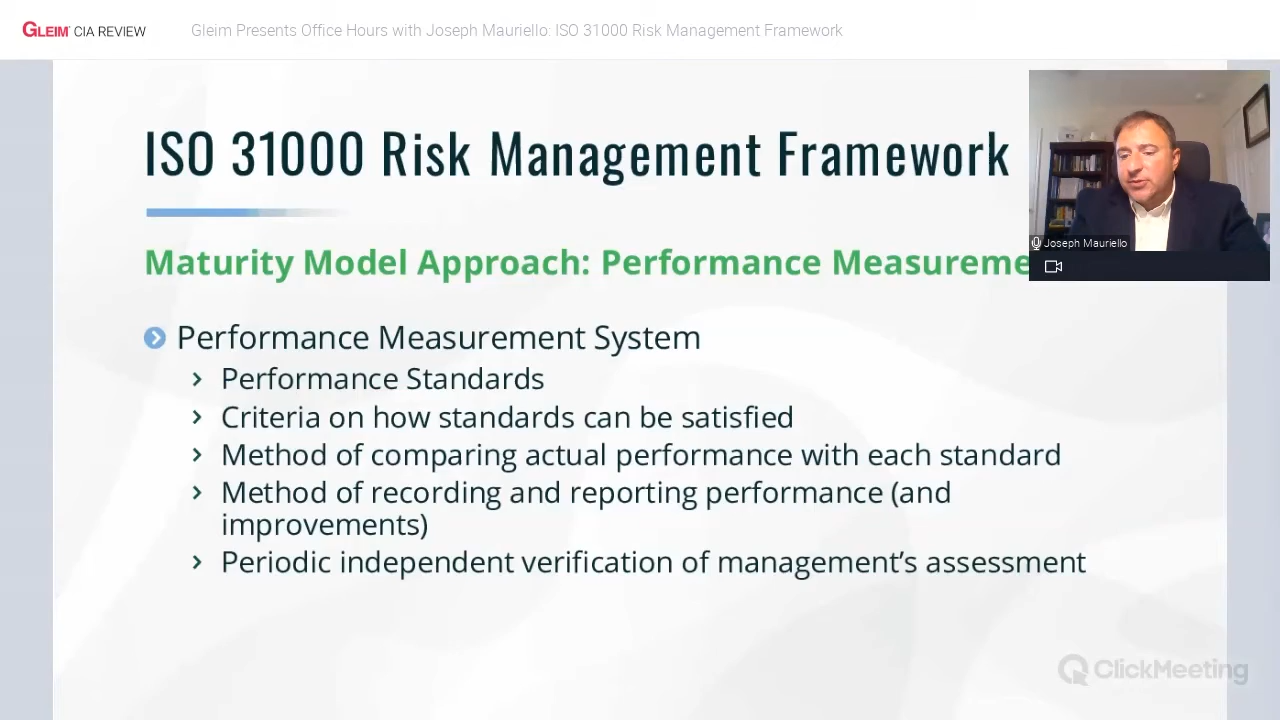 GLEIM CIA REVIEW
Gleim Presents Office Hours with Joseph Mauriello: ISO 31000 Risk Management Framework
ISO 31000 Risk Management Framework
Joseph Mauriello
Maturity Model Approach: Performance Measureme
Performance Measurement System
Performance Standards
Criteria on how standards can be satisfied
Method of comparing actual performance with each standard
Method of recording and reporting performance (and
improvements)
Periodic independent verification of management's assessment
ClickMeeting